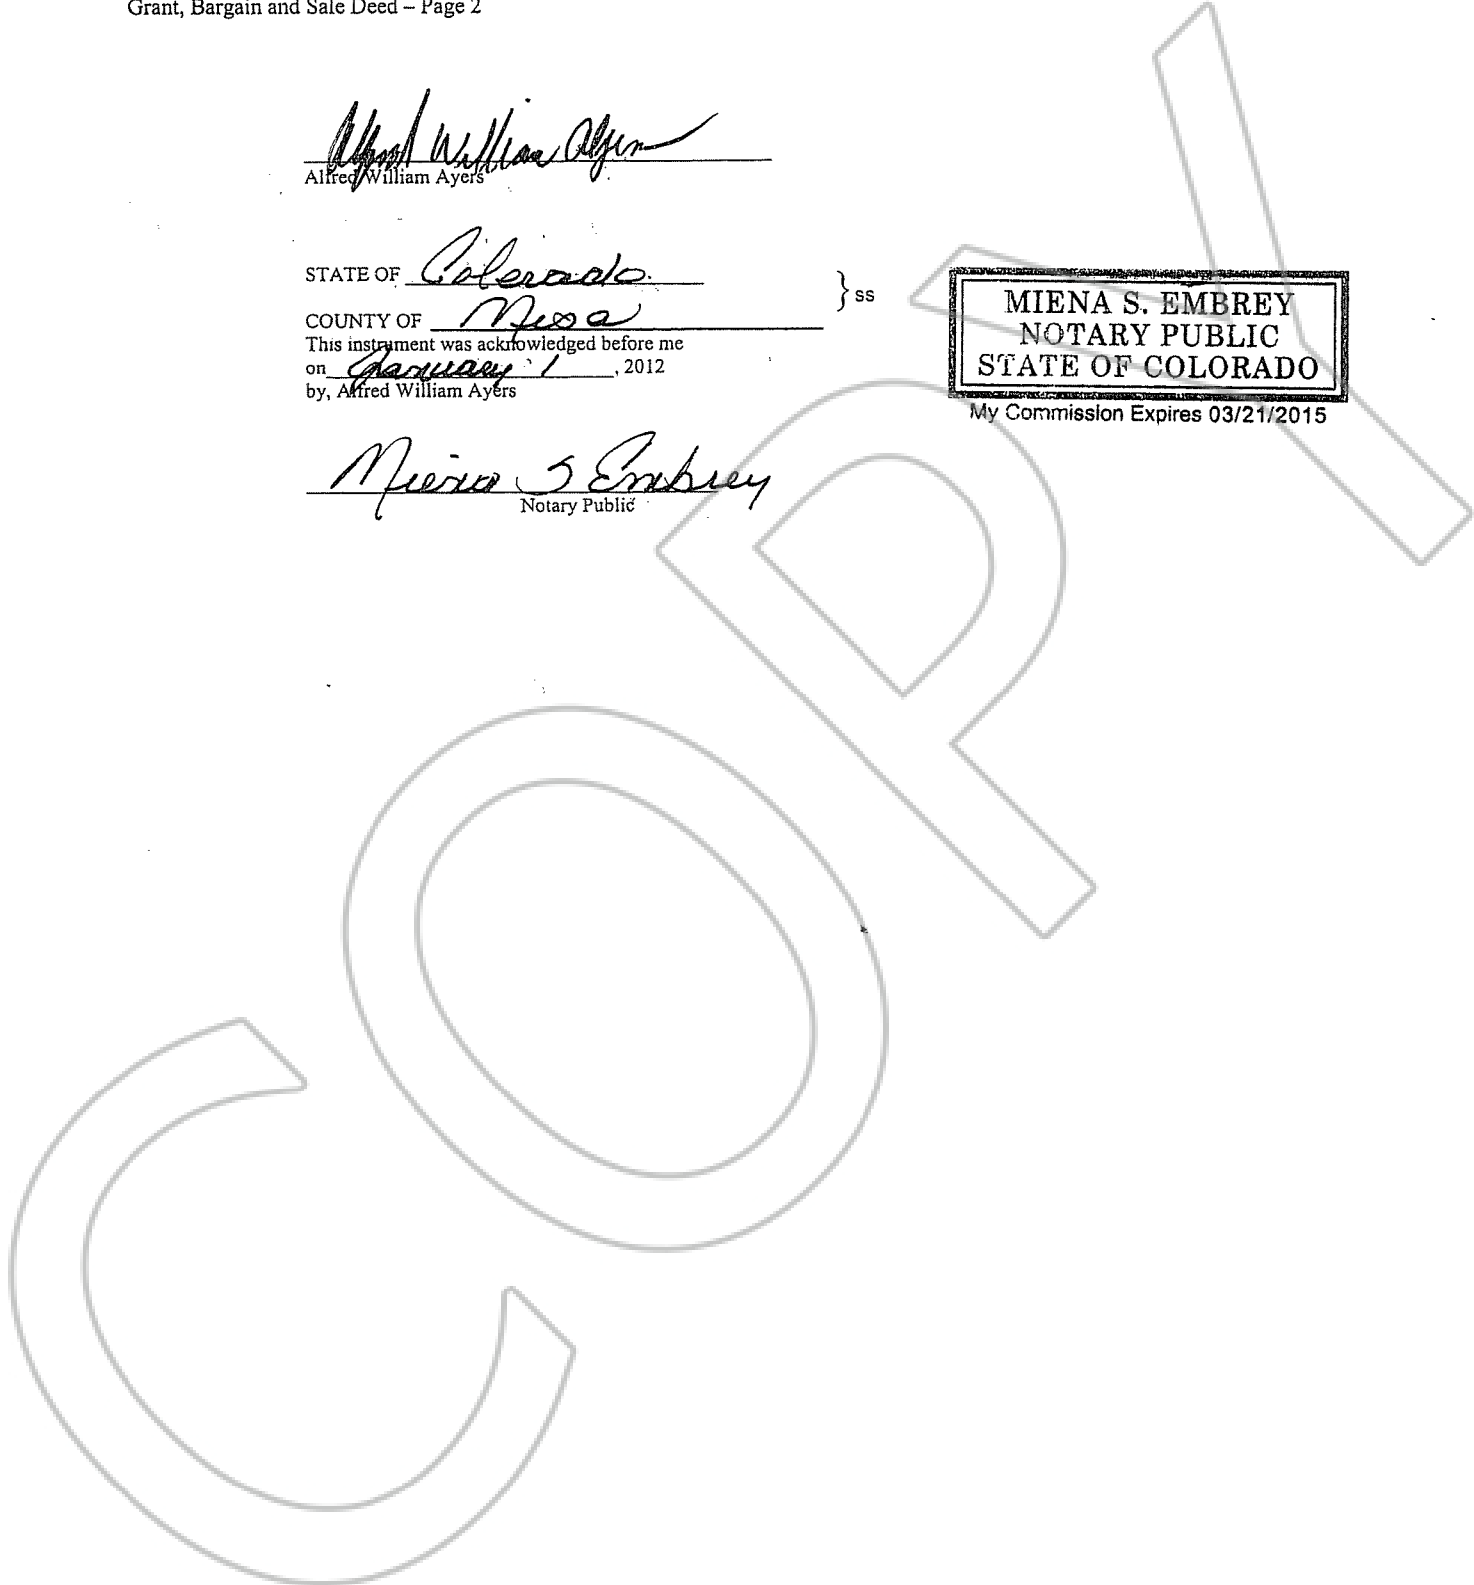 Grant, Bargain and Sale Deed – Page 2
Alfred William Ayers
Alfred William Ayers
STATE OF Colorado
} ss
COUNTY OF Mesa
This instrument was acknowledged before me
on January 1, 2012
by, Alfred William Ayers
MIENA S. EMBREY
NOTARY PUBLIC
STATE OF COLORADO
My Commission Expires 03/21/2015
Miena S Embrey
Notary Public
COPY